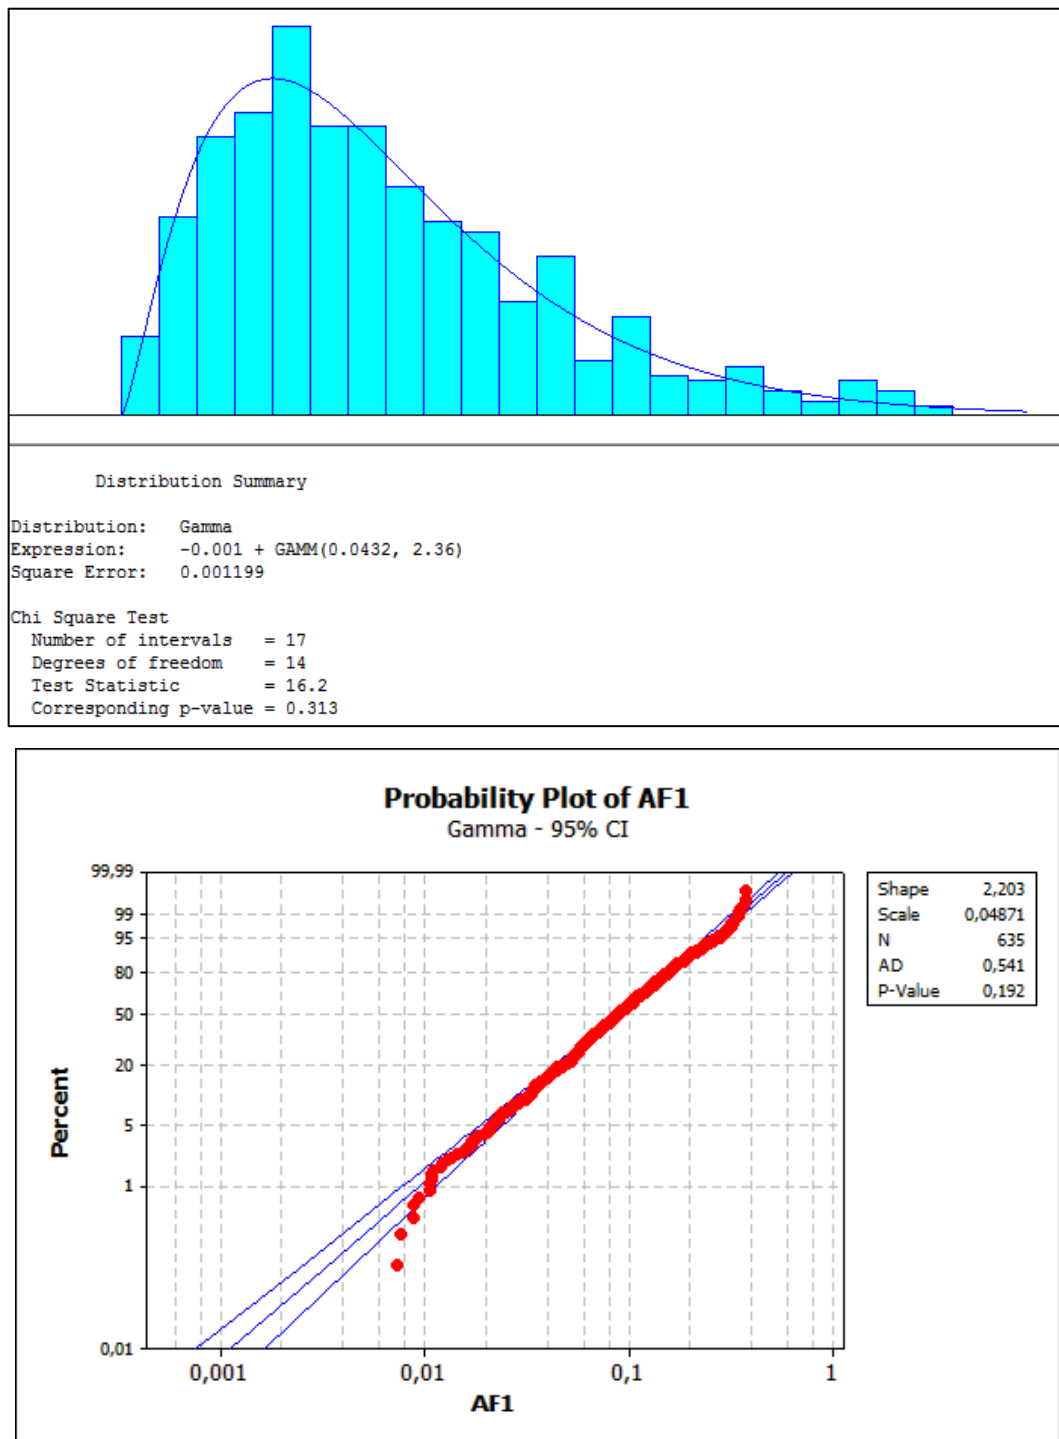 Distribution Summary
Distribution: Gamma
Expression: -0.001 + GAMM(0.0432, 2.36)
Square Error: 0.001199
Chi Square Test
Number of intervals = 17
Degrees of freedom = 14
Test Statistic = 16.2
Corresponding p-value = 0.313
Probability Plot of AF1
Gamma - 95% CI
99,99
99
95
80
50
20
5
1
0,01
Percent
0,001 0,01 0,1 1
AF1
Shape 2,203
Scale 0,04871
N 635
AD 0,541
P-Value 0,192